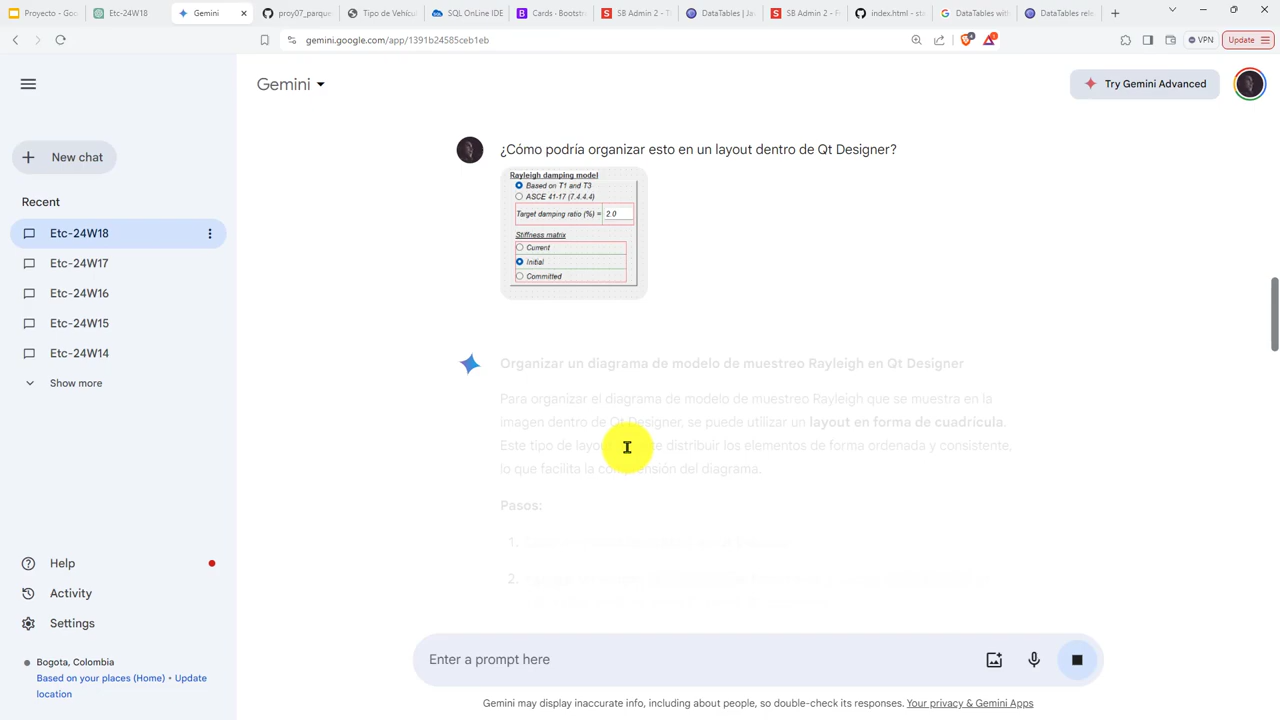 Proyecto - Goo
Etc-24W18
Gemini
proy07_parque
Tipo de Vehícu
SQL OnLine IDE
Cards · Bootstr
SB Admin 2 - T
DataTables | Ja
SB Admin 2 - F
index.html - st
DataTables with
DataTables rele
gemini.google.com/app/1391b24585ceb1eb
VPN
Update
Gemini
Try Gemini Advanced
New chat
Recent
Etc-24W18
Etc-24W17
Etc-24W16
Etc-24W15
Etc-24W14
Show more
¿Cómo podría organizar esto en un layout dentro de Qt Designer?
Rayleigh damping model
Based on T1 and T3
ASCE 41-17 (7.4.4.4)
Target damping ratio (%) = 2.0
Stiffness matrix
Current
Initial
Committed
Organizar un diagrama de modelo de muestreo Rayleigh en Qt Designer
Para organizar el diagrama de modelo de muestreo Rayleigh que se muestra en la
imagen dentro de Qt Designer, se puede utilizar un layout en forma de cuadrícula.
Este tipo de layout distribuir los elementos de forma ordenada y consistente,
lo que facilita la comprensión del diagrama.
Pasos:
1.
2.
Help
Activity
Settings
Bogota, Colombia
Based on your places (Home) • Update
location
Enter a prompt here
Gemini may display inaccurate info, including about people, so double-check its responses. Your privacy & Gemini Apps